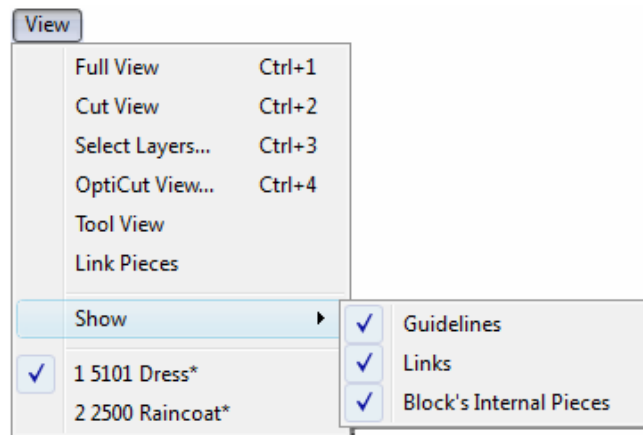 View
Full View Ctrl+1
Cut View Ctrl+2
Select Layers... Ctrl+3
OptiCut View... Ctrl+4
Tool View
Link Pieces
Show
Guidelines
Links
Block's Internal Pieces
1 5101 Dress*
2 2500 Raincoat*